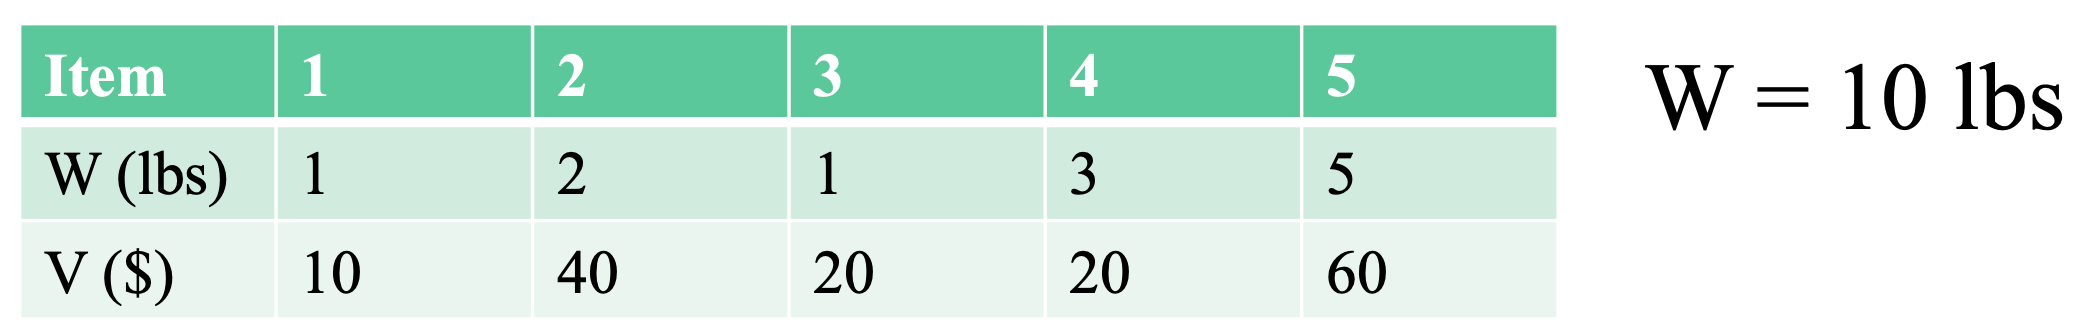 Item 1 2 3 4 5
W (lbs) 1 2 1 3 5
V ($) 10 40 20 20 60
W = 10 lbs